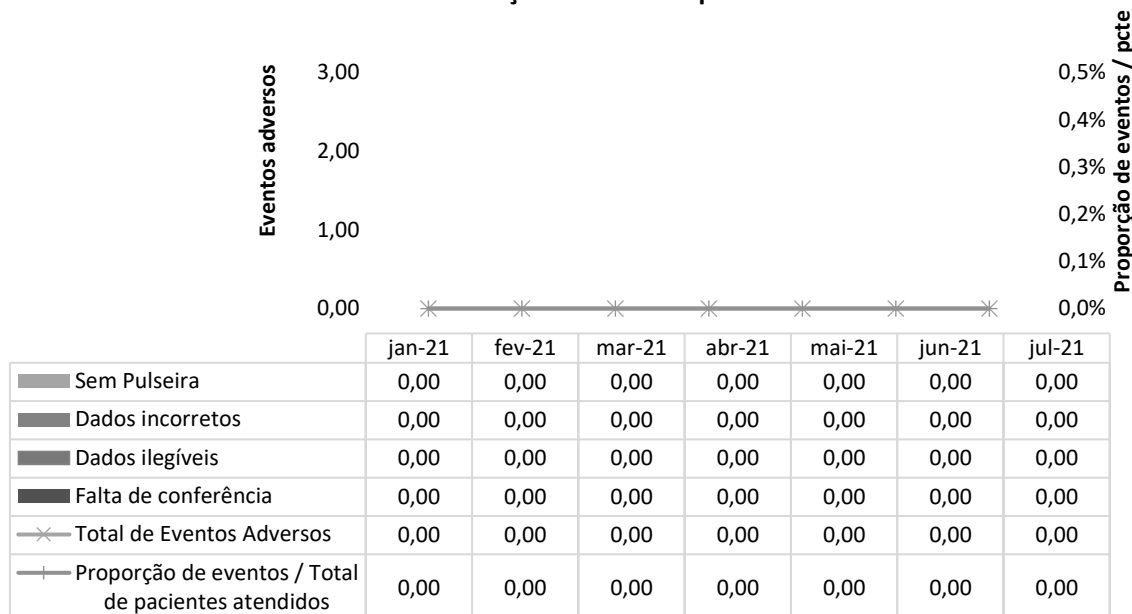 Eventos adversos
3,00
2,00
1,00
0,00
Proporção de eventos / pcte
0,5%
0,4%
0,3%
0,2%
0,1%
0,0%
jan-21 fev-21 mar-21 abr-21 mai-21 jun-21 jul-21
Sem Pulseira 0,00 0,00 0,00 0,00 0,00 0,00 0,00
Dados incorretos 0,00 0,00 0,00 0,00 0,00 0,00 0,00
Dados ilegíveis 0,00 0,00 0,00 0,00 0,00 0,00 0,00
Falta de conferência 0,00 0,00 0,00 0,00 0,00 0,00 0,00
Total de Eventos Adversos 0,00 0,00 0,00 0,00 0,00 0,00 0,00
Proporção de eventos / Total
de pacientes atendidos 0,00 0,00 0,00 0,00 0,00 0,00 0,00